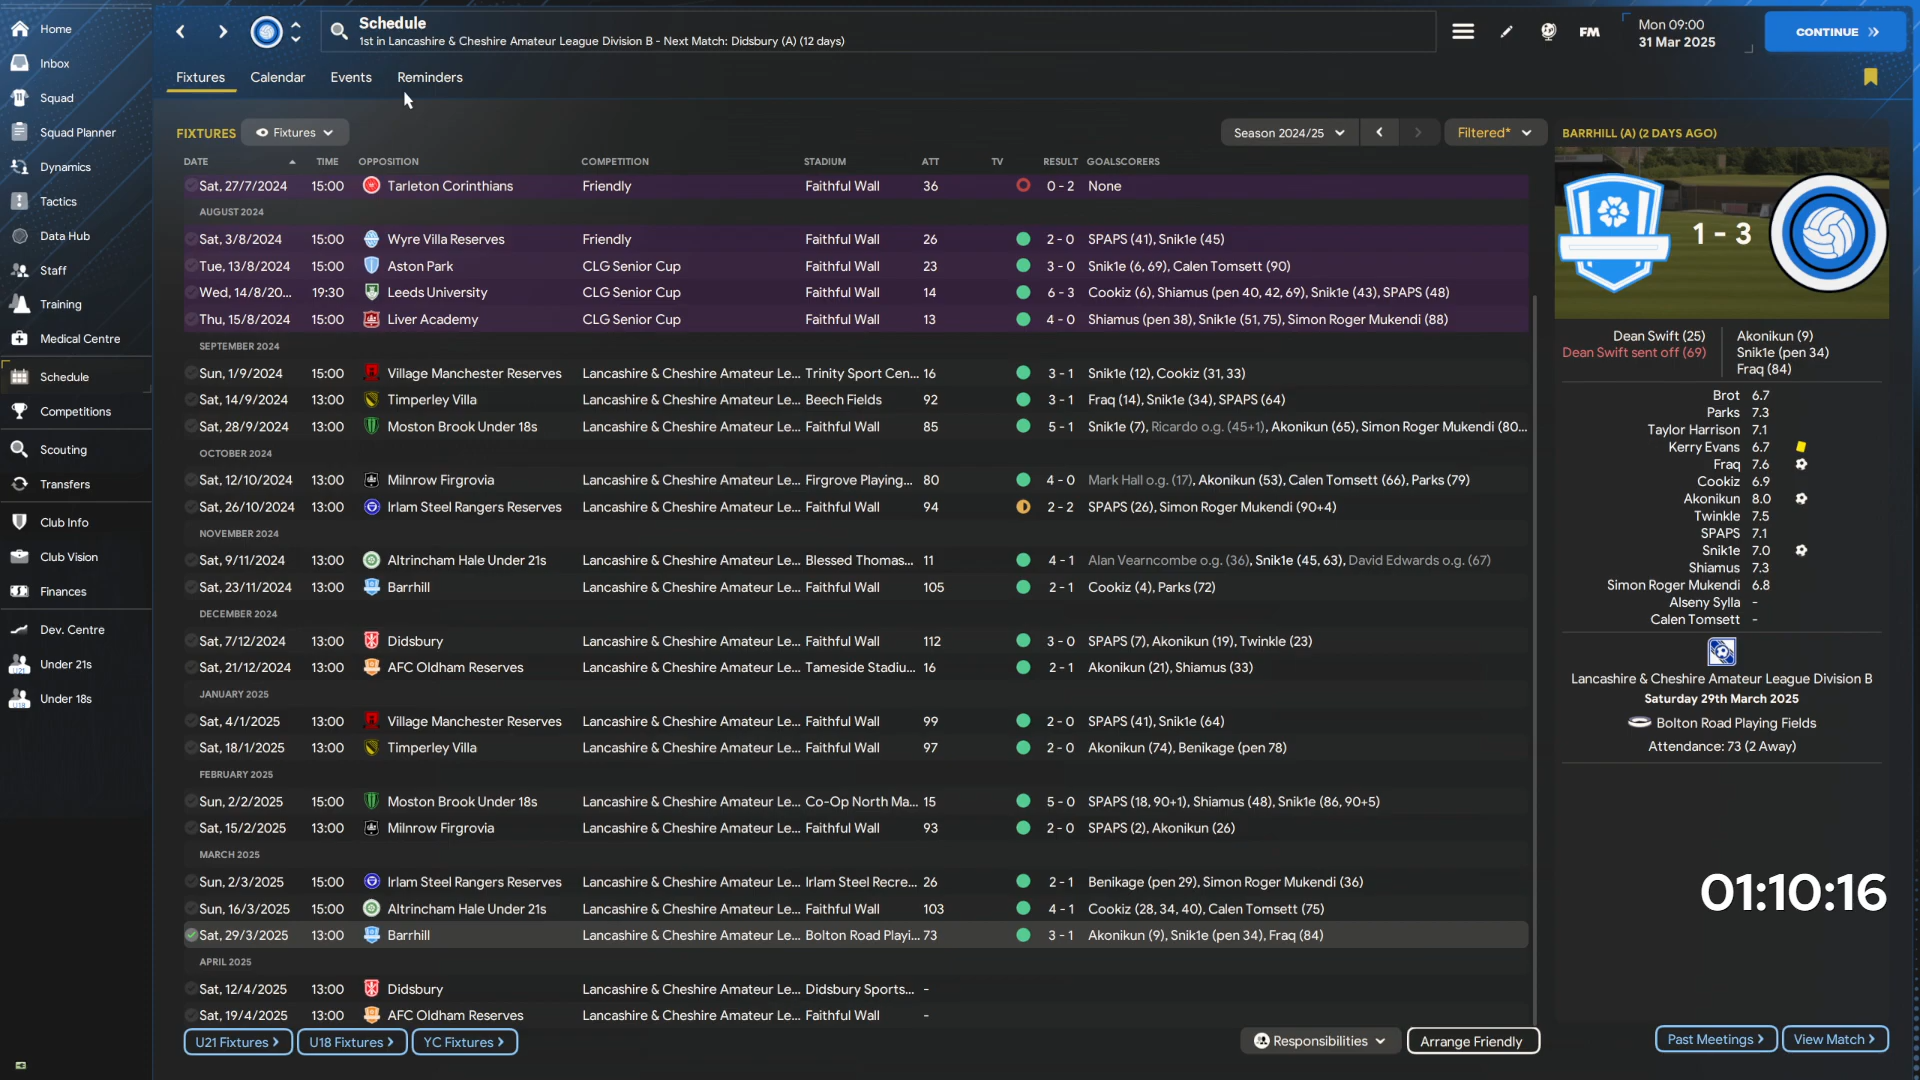 Home
Inbox
Squad
Squad Planner
Dynamics
Tactics
Data Hub
Staff
Training
Medical Centre
Schedule
Competitions
Scouting
Transfers
Club Info
Club Vision
Finances
Dev. Centre
Under 21s
Under 18s
Schedule
1st in Lancashire & Cheshire Amateur League Division B - Next Match: Didsbury (A) (12 days)
FM
Mon 09:00
31 Mar 2025
CONTINUE
Fixtures Calendar Events Reminders
FIXTURES Fixtures Season 2024/25 Filtered*
DATE TIME OPPOSITION COMPETITION STADIUM ATT TV RESULT GOALSCORERS
Sat, 27/7/2024 15:00 Tarleton Corinthians Friendly Faithful Wall 36 0 - 2 None
AUGUST 2024
Sat, 3/8/2024 15:00 Wyre Villa Reserves Friendly Faithful Wall 26 2 - 0 SPAPS (41), Snik1e (45)
Tue, 13/8/2024 15:00 Aston Park CLG Senior Cup Faithful Wall 23 3 - 0 Snik1e (6, 69), Calen Tomsett (90)
Wed, 14/8/20... 19:30 Leeds University CLG Senior Cup Faithful Wall 14 6 - 3 Cookiz (6), Shiamus (pen 40, 42, 69), Snik1e (43), SPAPS (48)
Thu, 15/8/2024 15:00 Liver Academy CLG Senior Cup Faithful Wall 13 4 - 0 Shiamus (pen 38), Snik1e (51, 75), Simon Roger Mukendi (88)
SEPTEMBER 2024
Sun, 1/9/2024 15:00 Village Manchester Reserves Lancashire & Cheshire Amateur Le... Trinity Sport Cen... 16 3 - 1 Snik1e (12), Cookiz (31, 33)
Sat, 14/9/2024 13:00 Timperley Villa Lancashire & Cheshire Amateur Le... Beech Fields 92 3 - 1 Fraq (14), Snik1e (34), SPAPS (64)
Sat, 28/9/2024 13:00 Moston Brook Under 18s Lancashire & Cheshire Amateur Le... Faithful Wall 85 5 - 1 Snik1e (7), Ricardo o.g. (45+1), Akonikun (65), Simon Roger Mukendi (80...
OCTOBER 2024
Sat, 12/10/2024 13:00 Milnrow Firgrovia Lancashire & Cheshire Amateur Le... Firgrove Playing... 80 4 - 0 Mark Hall o.g. (17), Akonikun (53), Calen Tomsett (66), Parks (79)
Sat, 26/10/2024 13:00 Irlam Steel Rangers Reserves Lancashire & Cheshire Amateur Le... Faithful Wall 94 2 - 2 SPAPS (26), Simon Roger Mukendi (90+4)
NOVEMBER 2024
Sat, 9/11/2024 13:00 Altrincham Hale Under 21s Lancashire & Cheshire Amateur Le... Blessed Thomas... 11 4 - 1 Alan Vearncombe o.g. (36), Snik1e (45, 63), David Edwards o.g. (67)
Sat, 23/11/2024 13:00 Barrhill Lancashire & Cheshire Amateur Le... Faithful Wall 105 2 - 1 Cookiz (4), Parks (72)
DECEMBER 2024
Sat, 7/12/2024 13:00 Didsbury Lancashire & Cheshire Amateur Le... Faithful Wall 112 3 - 0 SPAPS (7), Akonikun (19), Twinkle (23)
Sat, 21/12/2024 13:00 AFC Oldham Reserves Lancashire & Cheshire Amateur Le... Tameside Stadiu... 16 2 - 1 Akonikun (21), Shiamus (33)
JANUARY 2025
Sat, 4/1/2025 13:00 Village Manchester Reserves Lancashire & Cheshire Amateur Le... Faithful Wall 99 2 - 0 SPAPS (41), Snik1e (64)
Sat, 18/1/2025 13:00 Timperley Villa Lancashire & Cheshire Amateur Le... Faithful Wall 97 2 - 0 Akonikun (74), Benikage (pen 78)
FEBRUARY 2025
Sun, 2/2/2025 15:00 Moston Brook Under 18s Lancashire & Cheshire Amateur Le... Co-Op North Ma... 15 5 - 0 SPAPS (18, 90+1), Shiamus (48), Snik1e (86, 90+5)
Sat, 15/2/2025 13:00 Milnrow Firgrovia Lancashire & Cheshire Amateur Le... Faithful Wall 93 2 - 0 SPAPS (2), Akonikun (26)
MARCH 2025
Sun, 2/3/2025 15:00 Irlam Steel Rangers Reserves Lancashire & Cheshire Amateur Le... Irlam Steel Recre... 26 2 - 1 Benikage (pen 29), Simon Roger Mukendi (36)
Sun, 16/3/2025 15:00 Altrincham Hale Under 21s Lancashire & Cheshire Amateur Le... Faithful Wall 103 4 - 1 Cookiz (28, 34, 40), Calen Tomsett (75)
Sat, 29/3/2025 13:00 Barrhill Lancashire & Cheshire Amateur Le... Bolton Road Playi... 73 3 - 1 Akonikun (9), Snik1e (pen 34), Fraq (84)
APRIL 2025
Sat, 12/4/2025 13:00 Didsbury Lancashire & Cheshire Amateur Le... Didsbury Sports... -
Sat, 19/4/2025 13:00 AFC Oldham Reserves Lancashire & Cheshire Amateur Le... Faithful Wall -
U21 Fixtures > U18 Fixtures > YC Fixtures > Responsibilities Arrange Friendly
BARRHILL (A) (2 DAYS AGO)
1 - 3
Dean Swift (25) Akonikun (9)
Dean Swift sent off (69) Snik1e (pen 34)
Fraq (84)
Brot 6.7
Parks 7.3
Taylor Harrison 7.1
Kerry Evans 6.7
Fraq 7.6
Cookiz 6.9
Akonikun 8.0
Twinkle 7.5
SPAPS 7.1
Snik1e 7.0
Shiamus 7.3
Simon Roger Mukendi 6.8
Alseny Sylla -
Calen Tomsett -
Lancashire & Cheshire Amateur League Division B
Saturday 29th March 2025
Bolton Road Playing Fields
Attendance: 73 (2 Away)
01:10:16
Past Meetings > View Match >